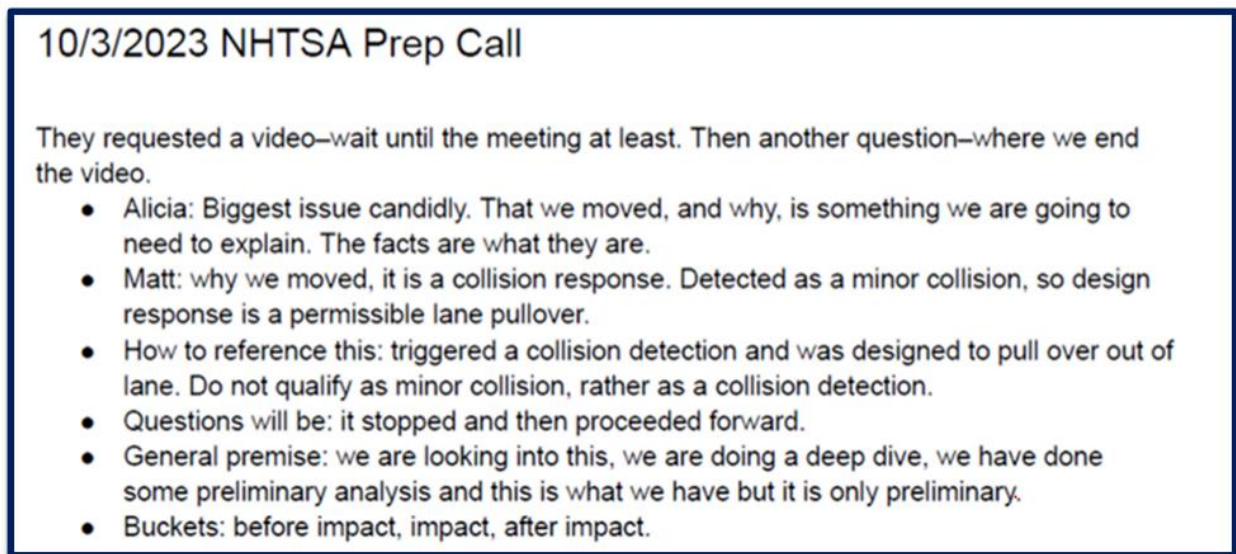 10/3/2023 NHTSA Prep Call
They requested a video–wait until the meeting at least. Then another question–where we end
the video.
● Alicia: Biggest issue candidly. That we moved, and why, is something we are going to
need to explain. The facts are what they are.
● Matt: why we moved, it is a collision response. Detected as a minor collision, so design
response is a permissible lane pullover.
● How to reference this: triggered a collision detection and was designed to pull over out of
lane. Do not qualify as minor collision, rather as a collision detection.
● Questions will be: it stopped and then proceeded forward.
● General premise: we are looking into this, we are doing a deep dive, we have done
some preliminary analysis and this is what we have but it is only preliminary.
● Buckets: before impact, impact, after impact.